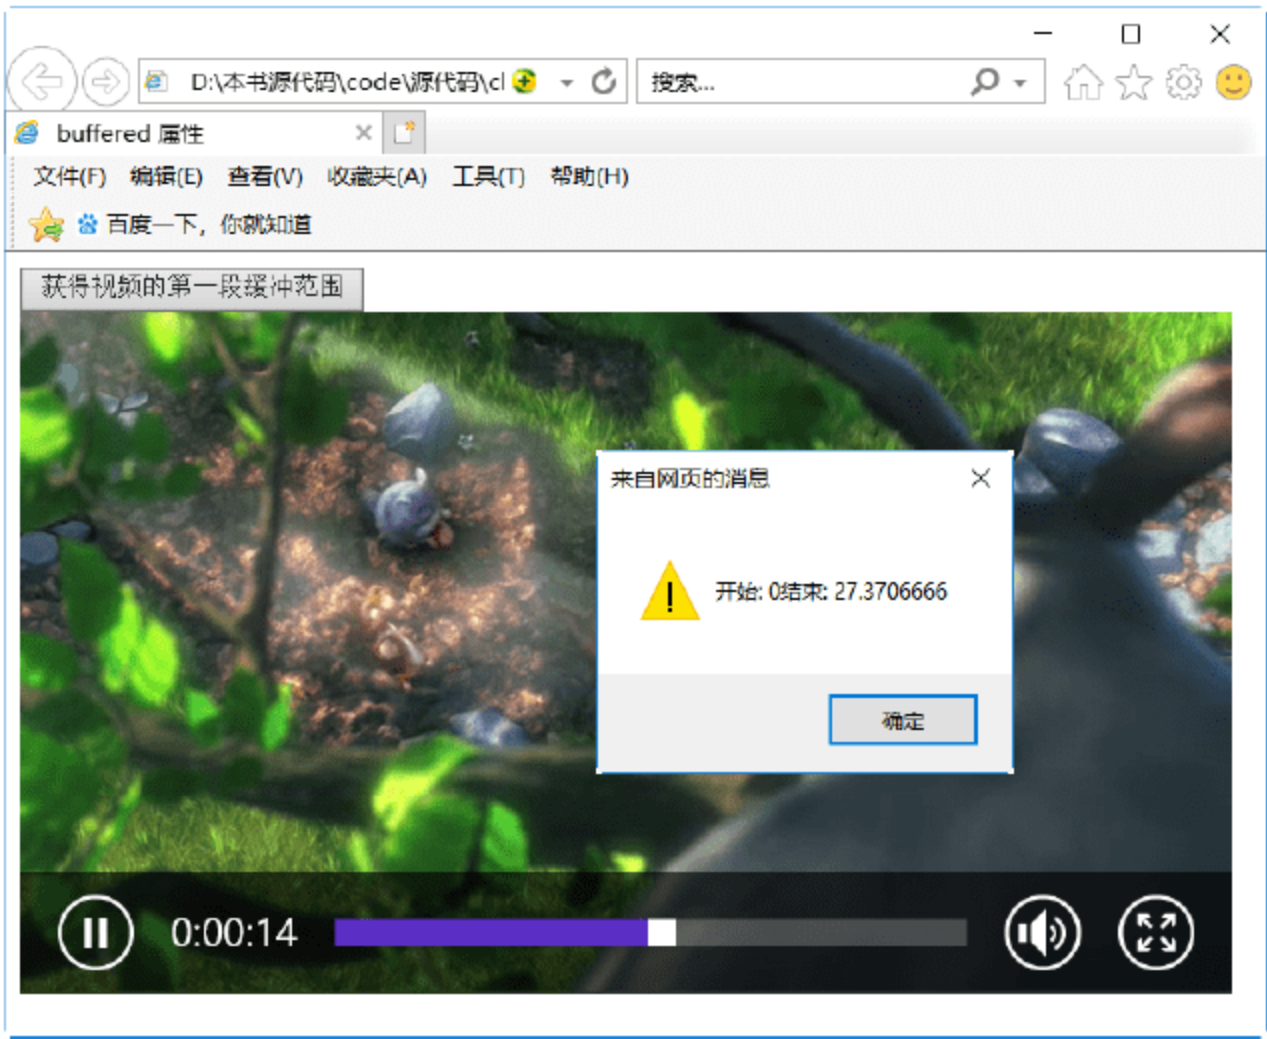 D:\本书源代码\code\源代码\cl
搜索...
buffered 属性
文件(F) 编辑(E) 查看(V) 收藏夹(A) 工具(T) 帮助(H)
百度一下，你就知道
获得视频的第一段缓冲范围
来自网页的消息
开始: 0结束: 27.3706666
确定
0:00:14